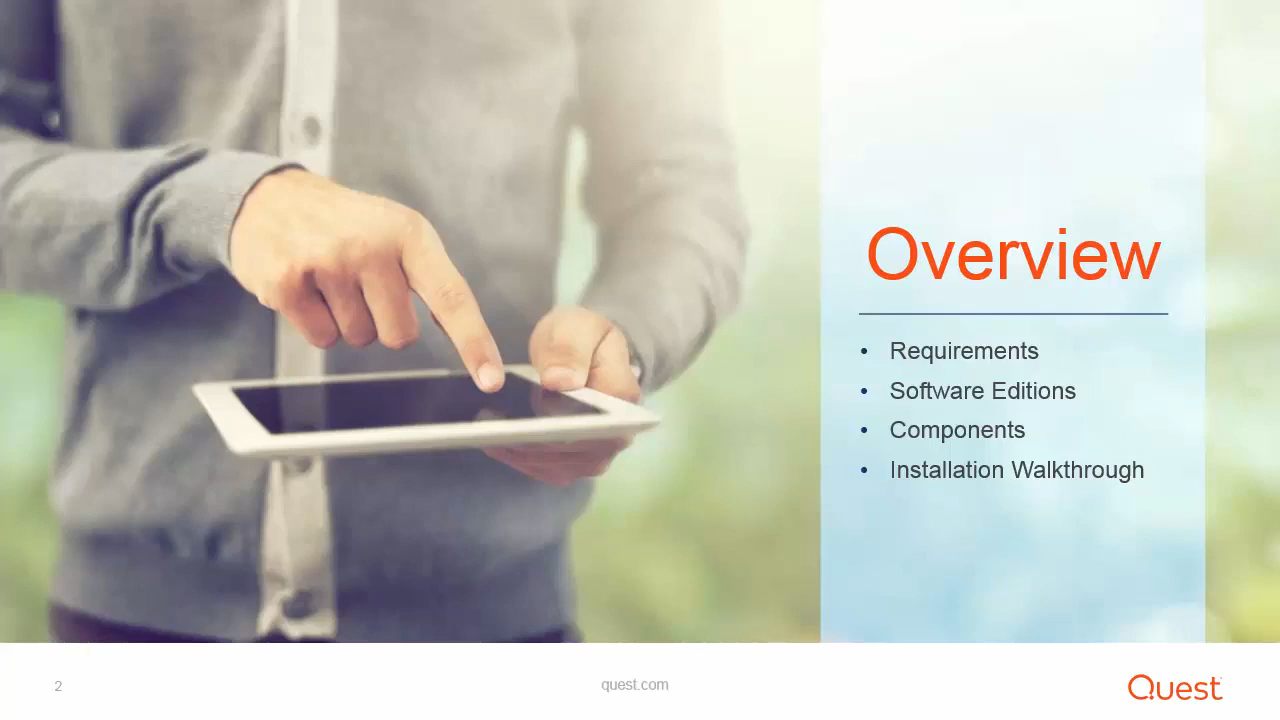 Overview
• Requirements
• Software Editions
• Components
• Installation Walkthrough
2
quest.com
Quest